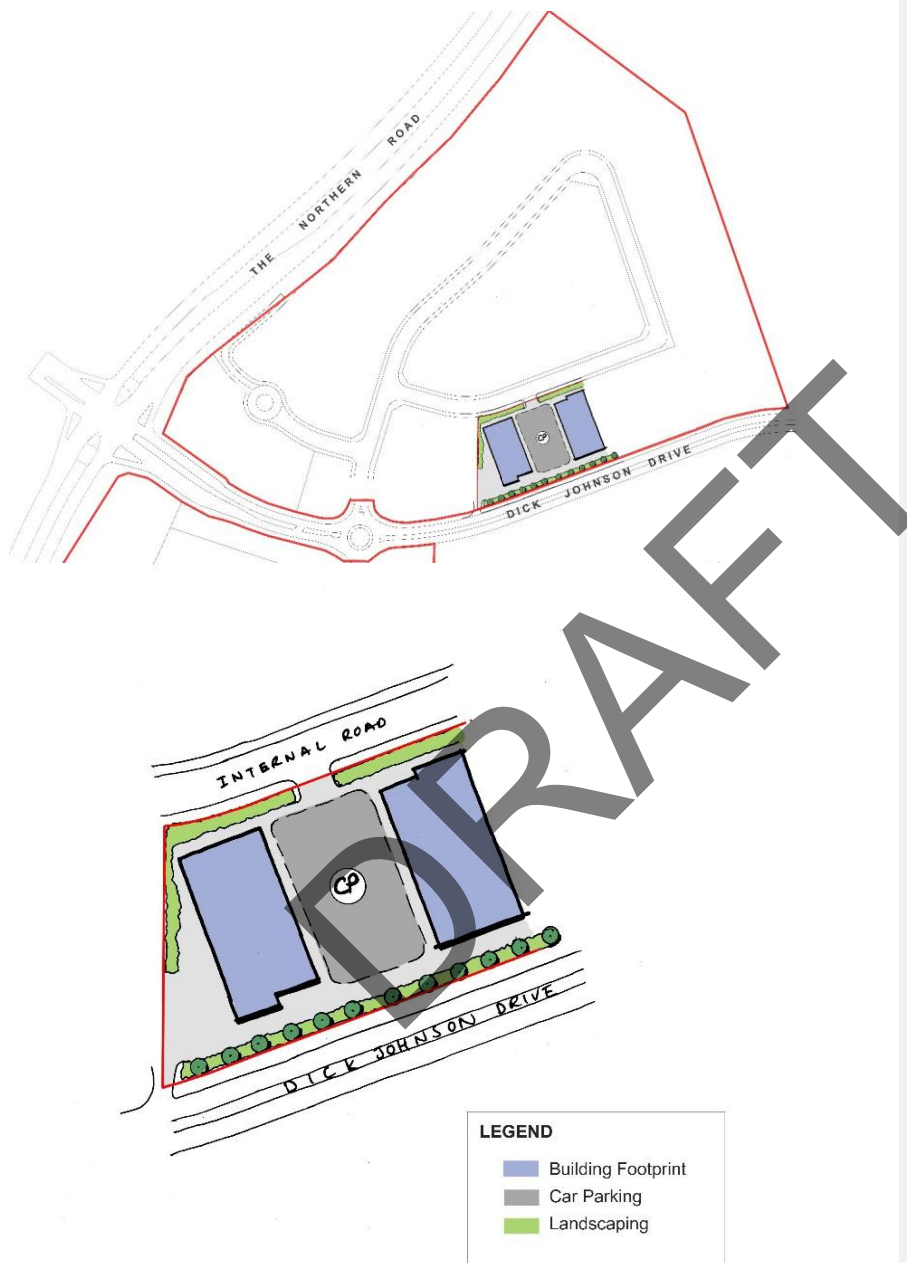 THE NORTHERN ROAD
CP
DICK JOHNSON DRIVE
INTERNAL ROAD
CP
DICK JOHNSON DRIVE
DRAFT
LEGEND
Building Footprint
Car Parking
Landscaping